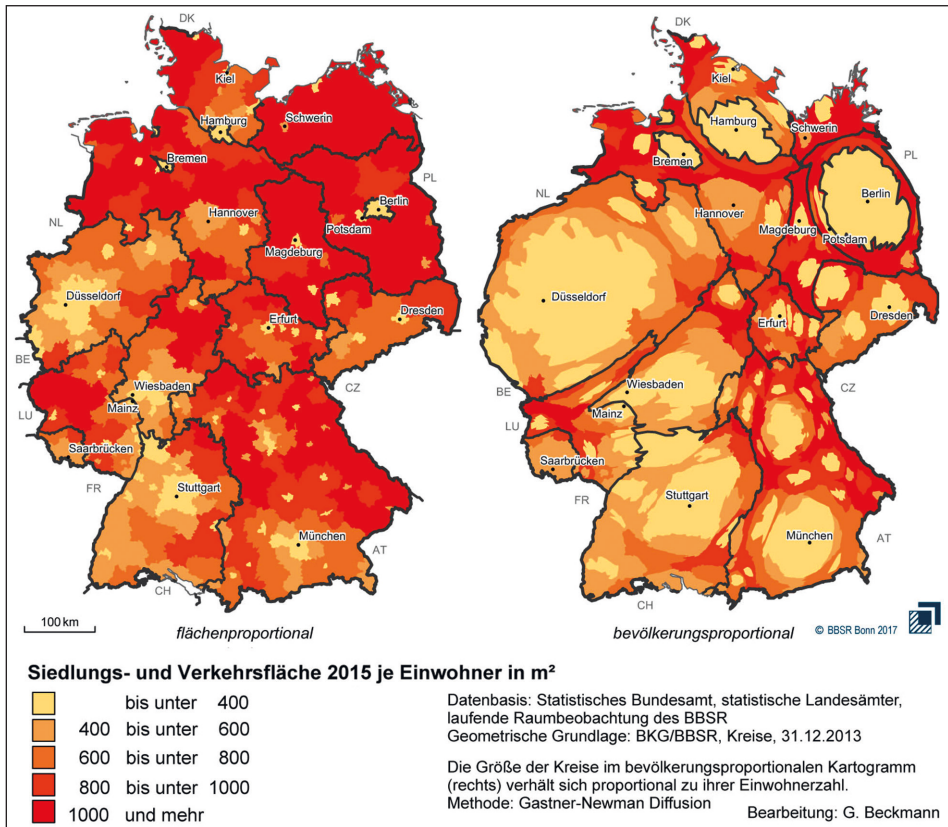 DK
Kiel
Hamburg
Schwerin
Bremen
PL
NL
Hannover
Berlin
Potsdam
Magdeburg
Düsseldorf
Erfurt
Dresden
BE
Wiesbaden
CZ
Mainz
LU
Saarbrücken
FR
Stuttgart
München
AT
CH
100 km
flächenproportional
DK
Kiel
Hamburg
Schwerin
Bremen
PL
Berlin
NL
Hannover
Magdeburg
Potsdam
Düsseldorf
Erfurt
Dresden
Wiesbaden
BE
CZ
Mainz
LU
Saarbrücken
FR
Stuttgart
München
AT
CH
bevölkerungsproportional
© BBSR Bonn 2017
Siedlungs- und Verkehrsfläche 2015 je Einwohner in m²
bis unter 400
400 bis unter 600
600 bis unter 800
800 bis unter 1000
1000 und mehr
Datenbasis: Statistisches Bundesamt, statistische Landesämter,
laufende Raumbeobachtung des BBSR
Geometrische Grundlage: BKG/BBSR, Kreise, 31.12.2013
Die Größe der Kreise im bevölkerungsproportionalen Kartogramm
(rechts) verhält sich proportional zu ihrer Einwohnerzahl.
Methode: Gastner-Newman Diffusion
Bearbeitung: G. Beckmann